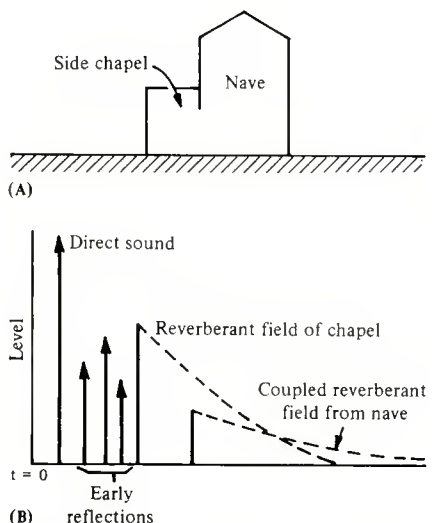 Side chapel
Nave
(A)
Direct sound
Reverberant field of chapel
Level
Coupled reverberant
field from nave
t = 0
Early
reflections
(B)